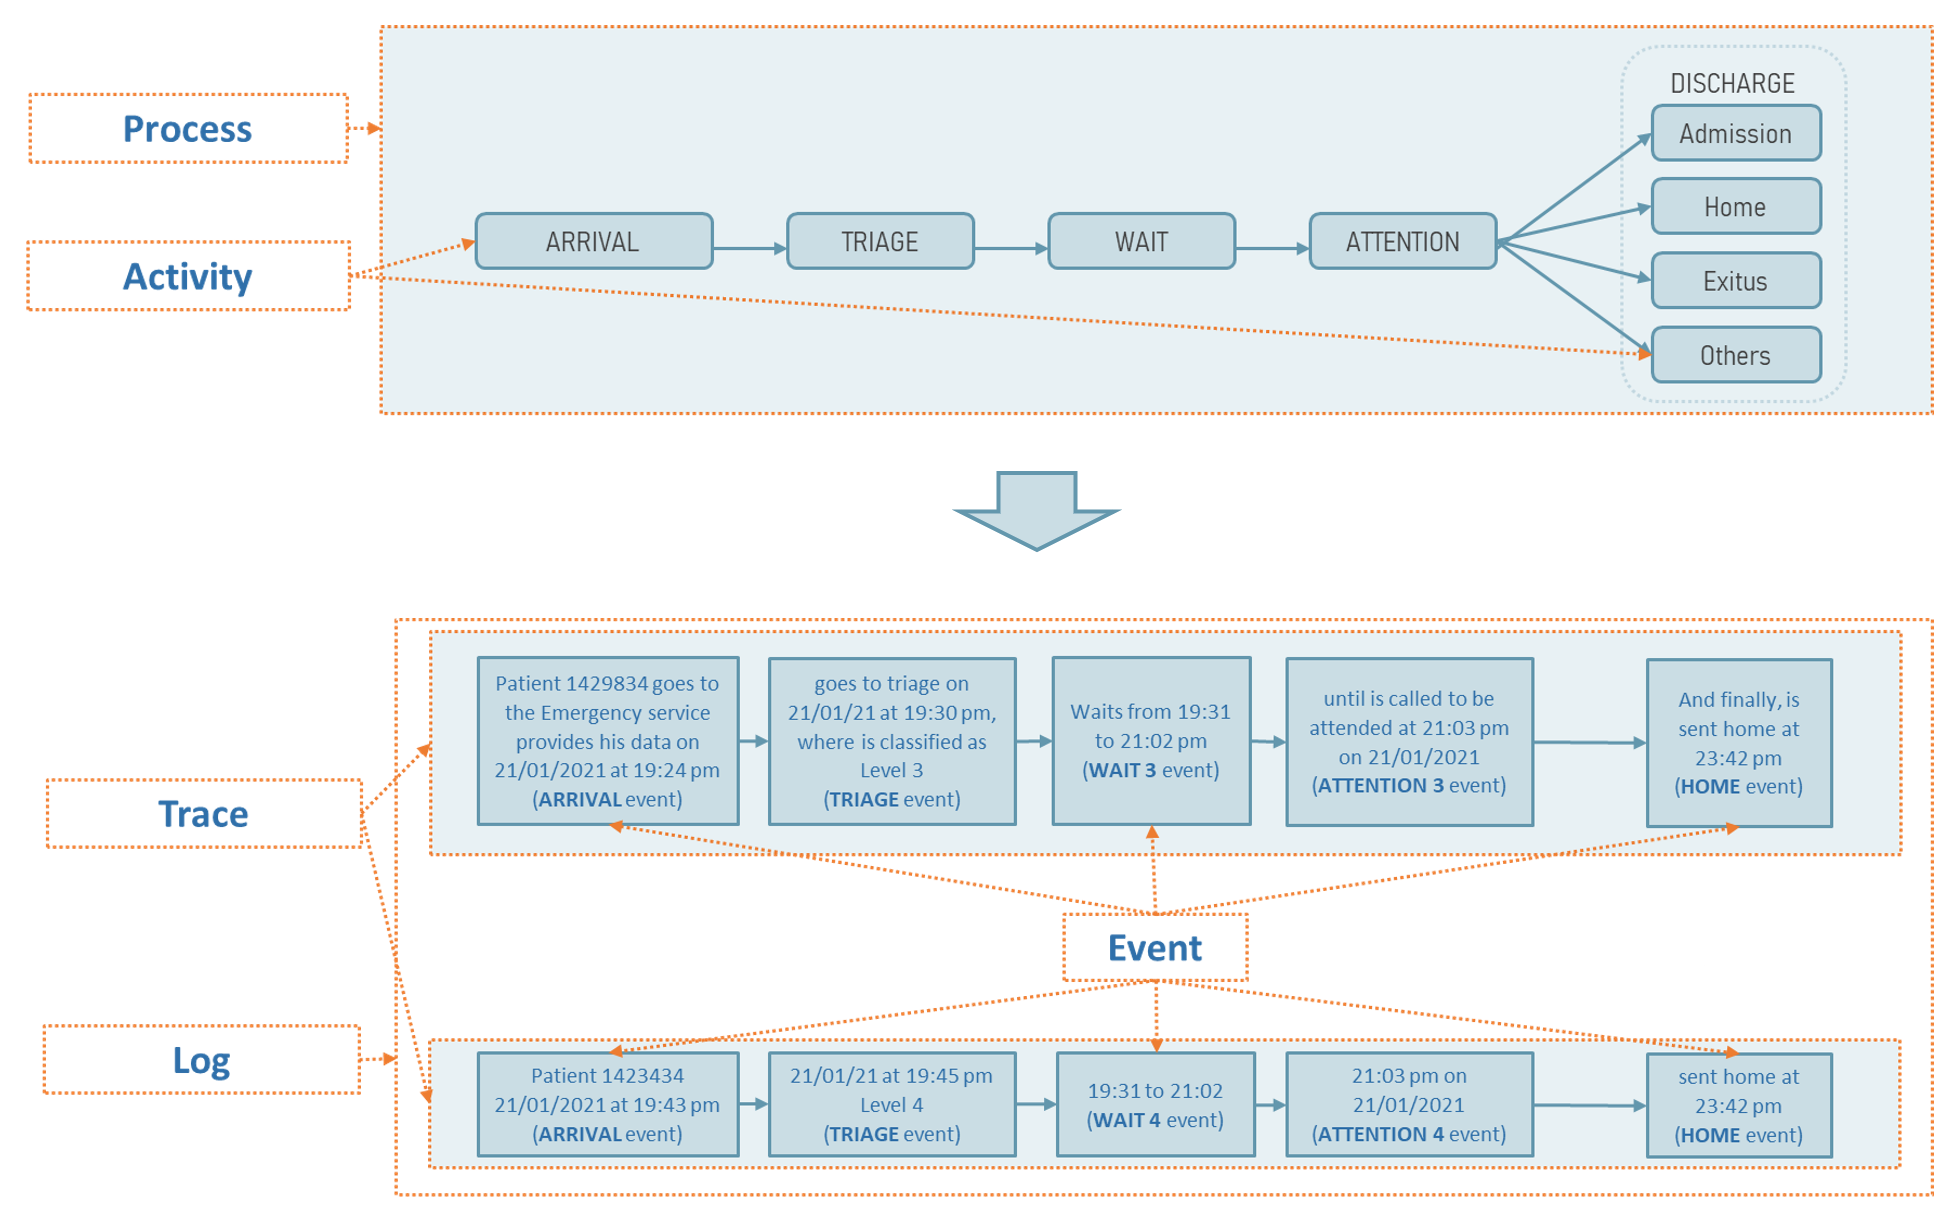 Process
Activity
ARRIVAL
TRIAGE
WAIT
ATTENTION
DISCHARGE
Admission
Home
Exitus
Others
Trace
Log
Patient 1429834 goes to
the Emergency service
provides his data on
21/01/2021 at 19:24 pm
(ARRIVAL event)
goes to triage on
21/01/21 at 19:30 pm,
where is classified as
Level 3
(TRIAGE event)
Waits from 19:31
to 21:02 pm
(WAIT 3 event)
until is called to be
attended at 21:03 pm
on 21/01/2021
(ATTENTION 3 event)
And finally, is
sent home at
23:42 pm
(HOME event)
Event
Patient 1423434
21/01/2021 at 19:43 pm
(ARRIVAL event)
21/01/21 at 19:45 pm
Level 4
(TRIAGE event)
19:31 to 21:02
(WAIT 4 event)
21:03 pm on
21/01/2021
(ATTENTION 4 event)
sent home at
23:42 pm
(HOME event)